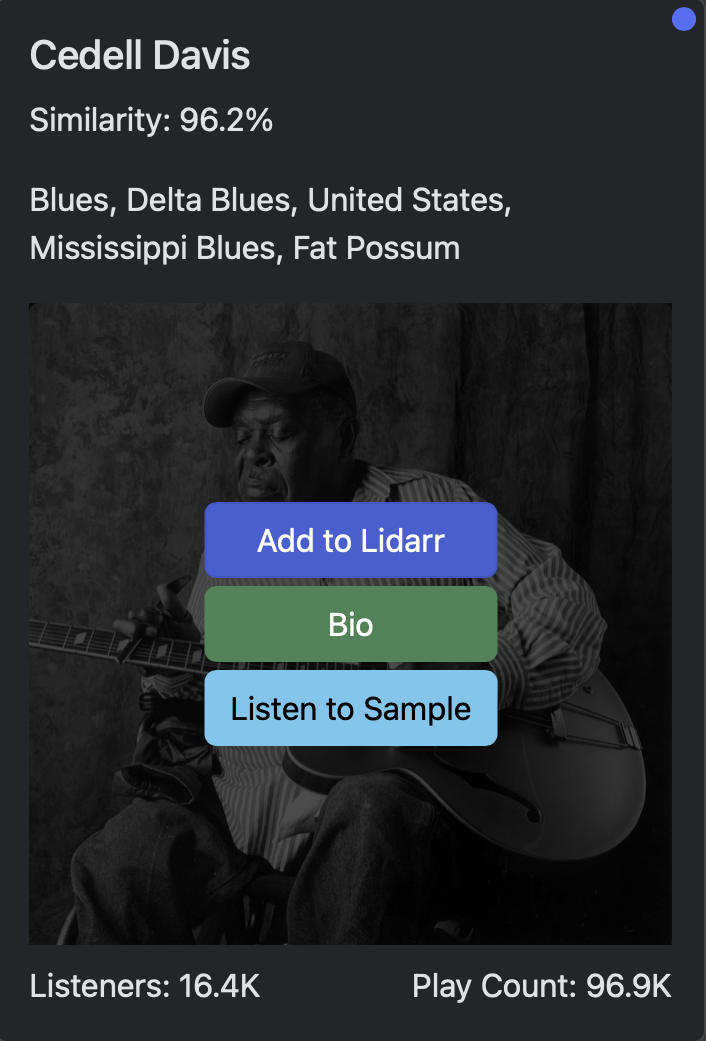 Cedell Davis
Similarity: 96.2%
Blues, Delta Blues, United States,
Mississippi Blues, Fat Possum
Add to Lidarr
Bio
Listen to Sample
Listeners: 16.4K
Play Count: 96.9K